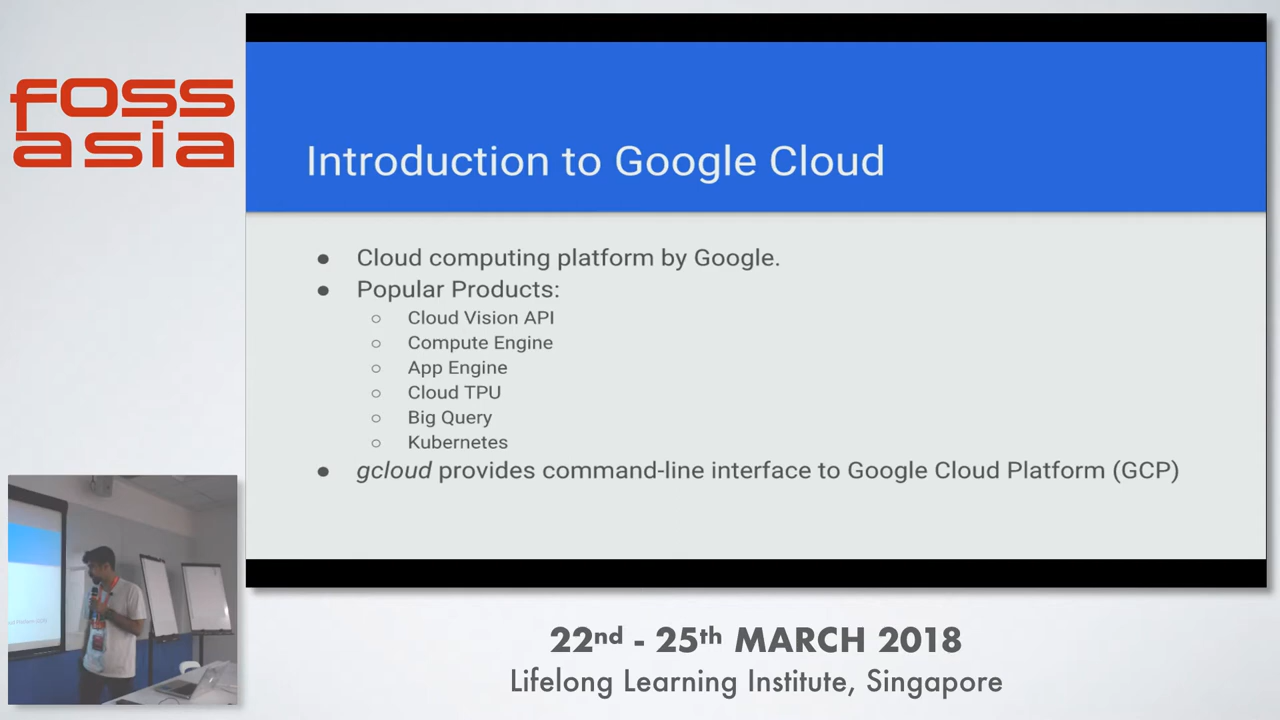 foss
asia
Introduction to Google Cloud
● Cloud computing platform by Google.
● Popular Products:
○ Cloud Vision API
○ Compute Engine
○ App Engine
○ Cloud TPU
○ Big Query
○ Kubernetes
● gcloud provides command-line interface to Google Cloud Platform (GCP)
22nd - 25th MARCH 2018
Lifelong Learning Institute, Singapore